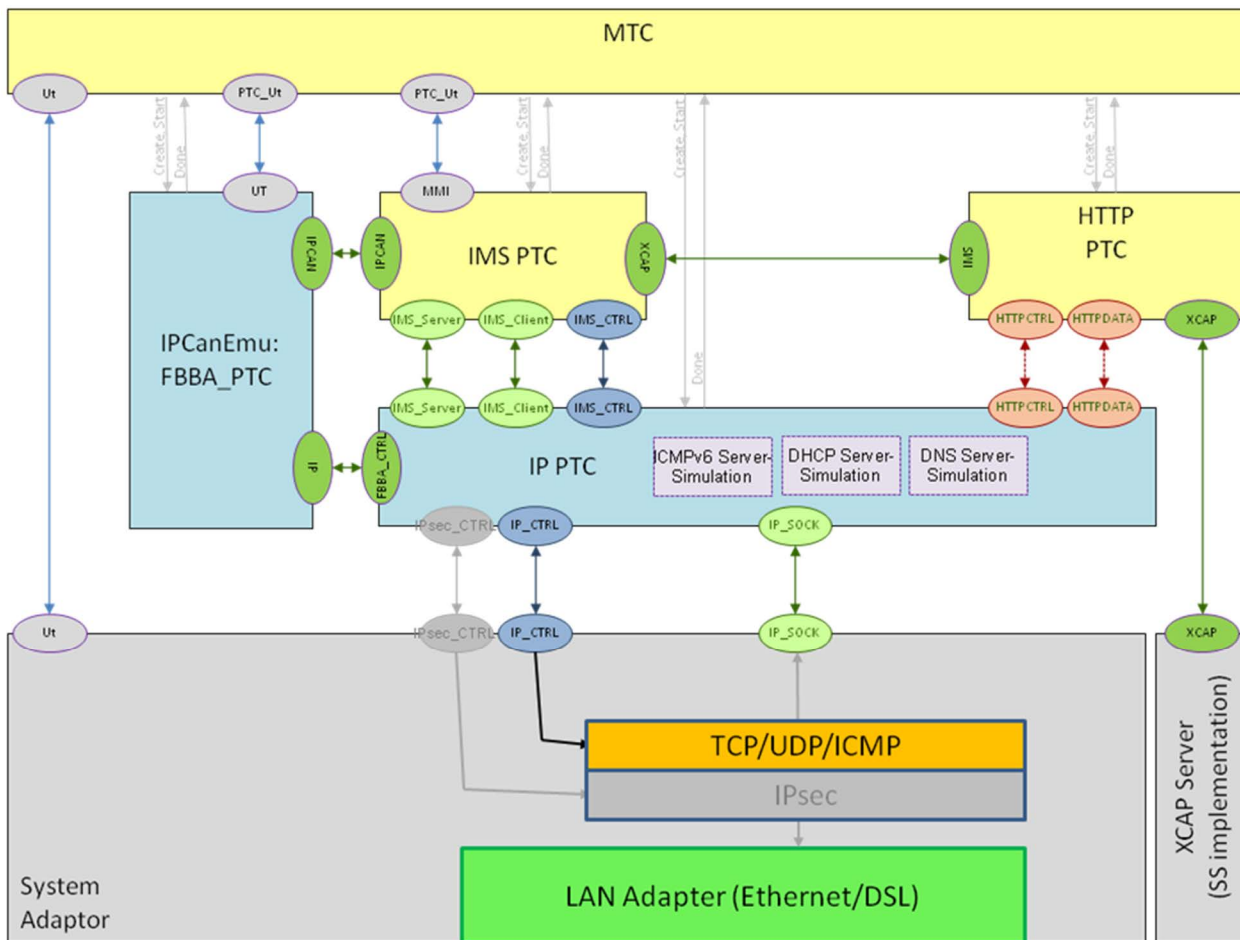 MTC
Ut
PTC_Ut
PTC_Ut
Create_Start
Done
Create_Start
Done
Create_Start
Done
Create_Start
Done
UT
MMI
IPCanEmu:
FBBA_PTC
IPCAN
IPCAN
IMS PTC
XCAP
SMI
HTTP
PTC
IMS_Server
IMS_Client
IMS_CTRL
HTTPCTRL
HTTPDATA
XCAP
IMS_Server
IMS_Client
IMS_CTRL
HTTPCTRL
HTTPDATA
IP
FBBA_CTRL
IP PTC
ICMPv6 Server-
Simulation
DHCP Server-
Simulation
DNS Server-
Simulation
IPsec_CTRL
IP_CTRL
IP_SOCK
Ut
IPsec_CTRL
IP_CTRL
IP_SOCK
XCAP
TCP/UDP/ICMP
IPsec
LAN Adapter (Ethernet/DSL)
System
Adaptor
XCAP Server
(SS implementation)